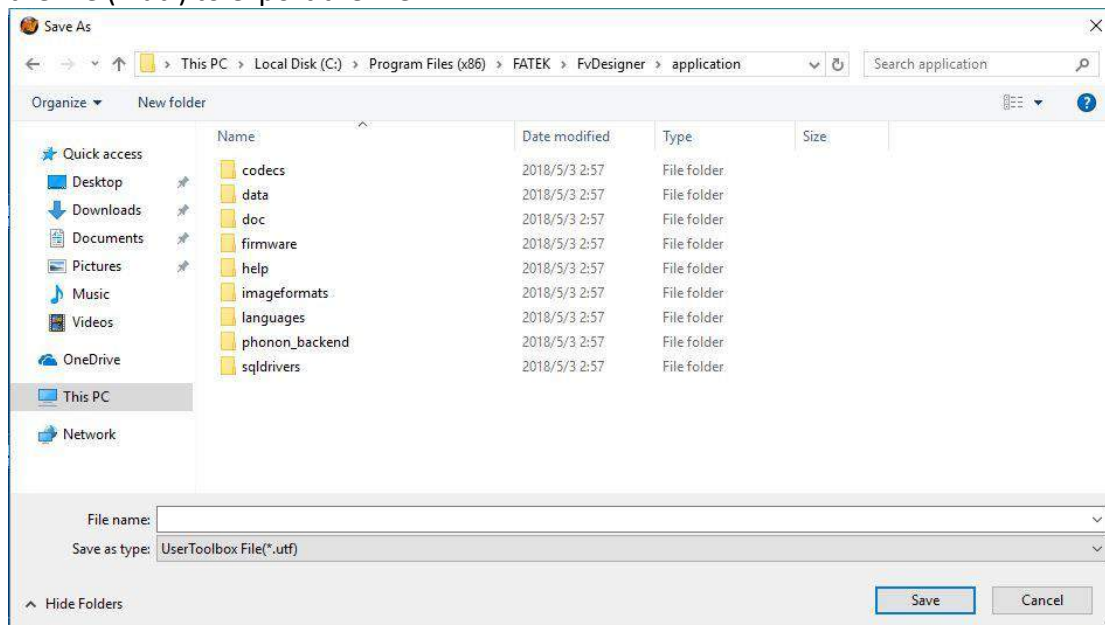 Save As
This PC > Local Disk (C:) > Program Files (x86) > FATEK > FvDesigner > application
Search application
Organize
New folder
Name Date modified Type Size
Quick access
Desktop
Downloads
Documents
Pictures
Music
Videos
OneDrive
This PC
Network
codecs 2018/5/3 2:57 File folder
data 2018/5/3 2:57 File folder
doc 2018/5/3 2:57 File folder
firmware 2018/5/3 2:57 File folder
help 2018/5/3 2:57 File folder
imageformats 2018/5/3 2:57 File folder
languages 2018/5/3 2:57 File folder
phonon_backend 2018/5/3 2:57 File folder
sqldrivers 2018/5/3 2:57 File folder
File name:
Save as type: UserToolbox File(*.utf)
Hide Folders
Save
Cancel